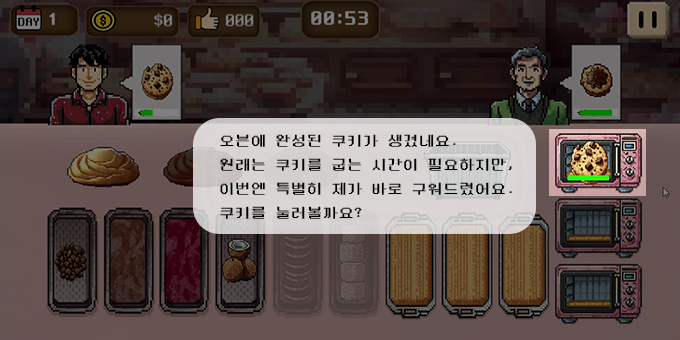 DAY 1
$0
000
00:53
오븐에 완성된 쿠키가 생겼네요.
원래는 쿠키를 굽는 시간이 필요하지만,
이번엔 특별히 제가 바로 구워드렸어요.
쿠키를 눌러볼까요?